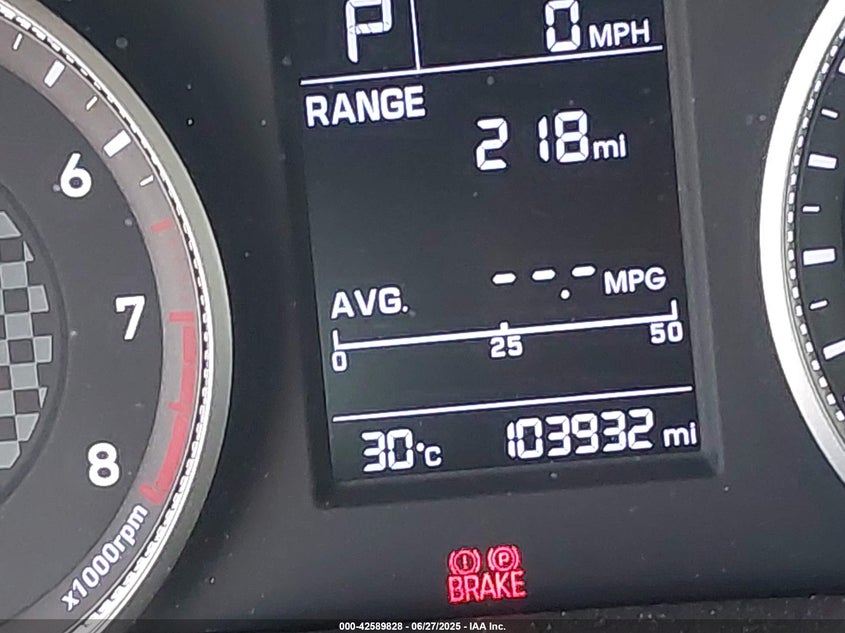 P 0 MPH
RANGE
218 mi
6
AVG. --.- MPG
7
0 25 50
30°C 103932 mi
8
x1000rpm
(!) (P)
BRAKE
000-42589828 - 06/27/2025 - IAA Inc.